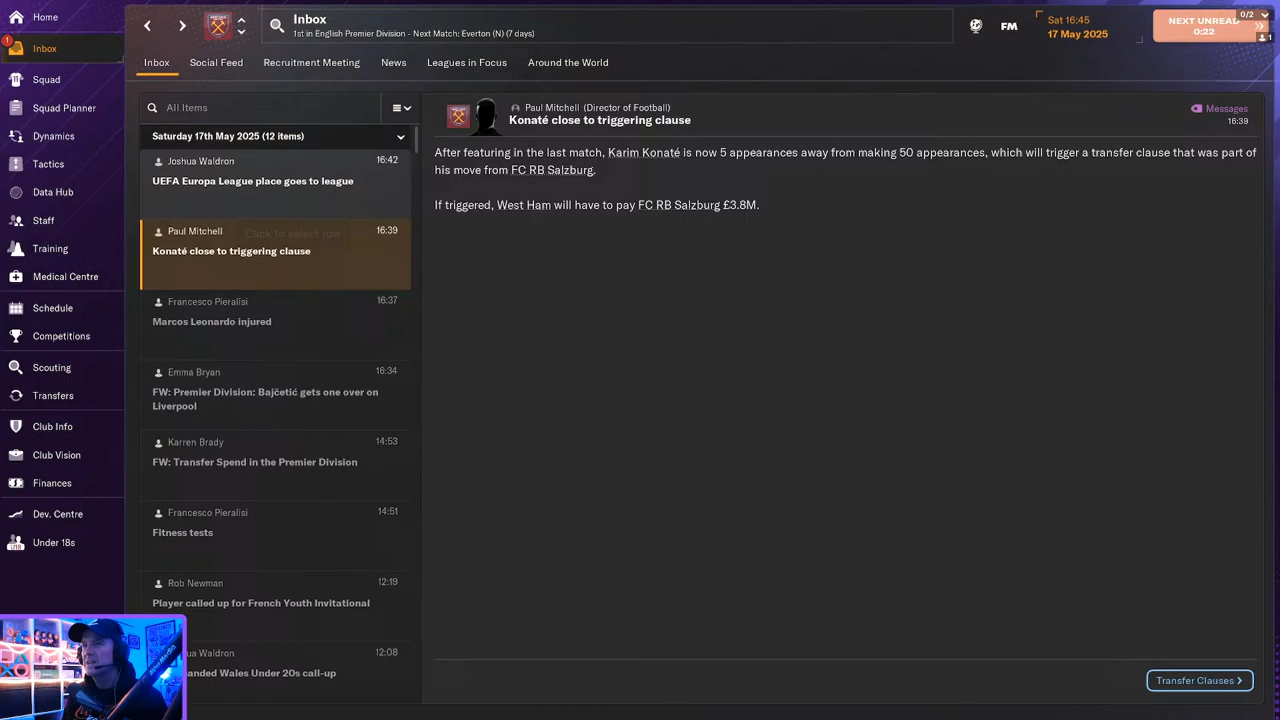 Home
1
Inbox
Squad
Squad Planner
Dynamics
Tactics
Data Hub
Staff
Training
Medical Centre
Schedule
Competitions
Scouting
Transfers
Club Info
Club Vision
Finances
Dev. Centre
U18
Under 18s
Inbox
1st in English Premier Division - Next Match: Everton (N) (7 days)
FM
Sat 16:45
17 May 2025
NEXT UNREAD
0:22
0/2
1
Inbox
Social Feed
Recruitment Meeting
News
Leagues in Focus
Around the World
All Items
Saturday 17th May 2025 (12 items)
Joshua Waldron
16:42
UEFA Europa League place goes to league
Paul Mitchell
16:39
Click to select row
Konaté close to triggering clause
Francesco Pieralisi
16:37
Marcos Leonardo injured
Emma Bryan
16:34
FW: Premier Division: Bajčetić gets one over on
Liverpool
Karren Brady
14:53
FW: Transfer Spend in the Premier Division
Francesco Pieralisi
14:51
Fitness tests
Rob Newman
12:19
Player called up for French Youth Invitational
ua Waldron
12:08
anded Wales Under 20s call-up
Paul Mitchell (Director of Football)
Konaté close to triggering clause
Messages
16:39
After featuring in the last match, Karim Konaté is now 5 appearances away from making 50 appearances, which will trigger a transfer clause that was part of
his move from FC RB Salzburg.
If triggered, West Ham will have to pay FC RB Salzburg £3.8M.
Transfer Clauses
AVerMedia